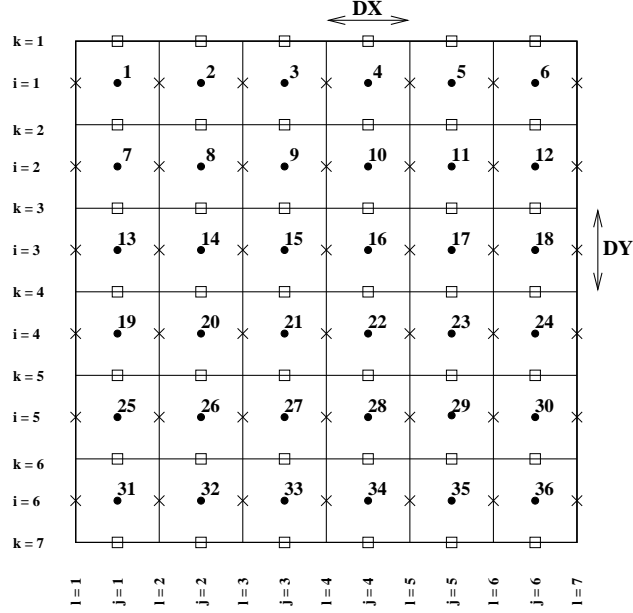 DX
k = 1
i = 1 1 2 3 4 5 6
k = 2
i = 2 7 8 9 10 11 12
k = 3
i = 3 13 14 15 16 17 18
DY
k = 4
i = 4 19 20 21 22 23 24
k = 5
i = 5 25 26 27 28 29 30
k = 6
i = 6 31 32 33 34 35 36
k = 7
l = 1 j = 1 l = 2 j = 2 l = 3 j = 3 l = 4 j = 4 l = 5 j = 5 l = 6 j = 6 l = 7